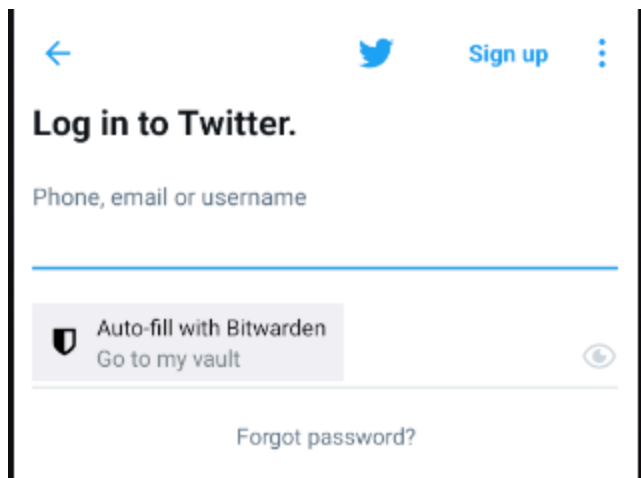 Sign up
Log in to Twitter.
Phone, email or username
Auto-fill with Bitwarden
Go to my vault
Forgot password?